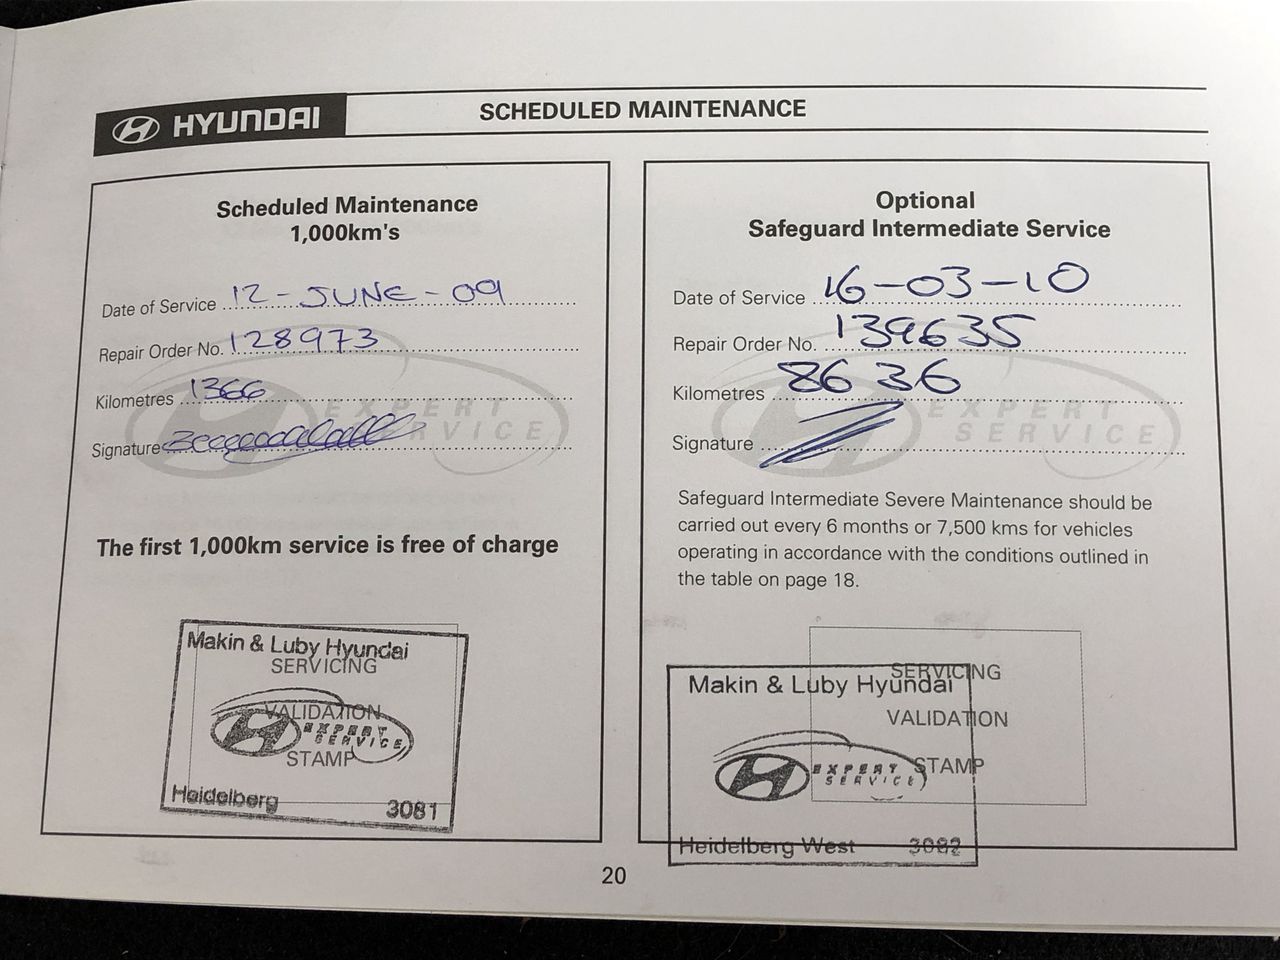 HYUNDAI
SCHEDULED MAINTENANCE
Scheduled Maintenance
1,000km's
Date of Service 12-JUNE-09
Repair Order No. 128973
Kilometres 1366
Signature
EXPERT
SERVICE
The first 1,000km service is free of charge
Makin & Luby Hyundai
SERVICING
VALIDATION
EXPERT
SERVICE
STAMP
Heidelberg 3081
Optional
Safeguard Intermediate Service
Date of Service 16-03-10
Repair Order No. 139635
Kilometres 8636
Signature
EXPERT
SERVICE
Safeguard Intermediate Severe Maintenance should be
carried out every 6 months or 7,500 kms for vehicles
operating in accordance with the conditions outlined in
the table on page 18.
SERVICING
Makin & Luby Hyundai
VALIDATION
EXPERT
SERVICE
STAMP
Heidelberg West
20